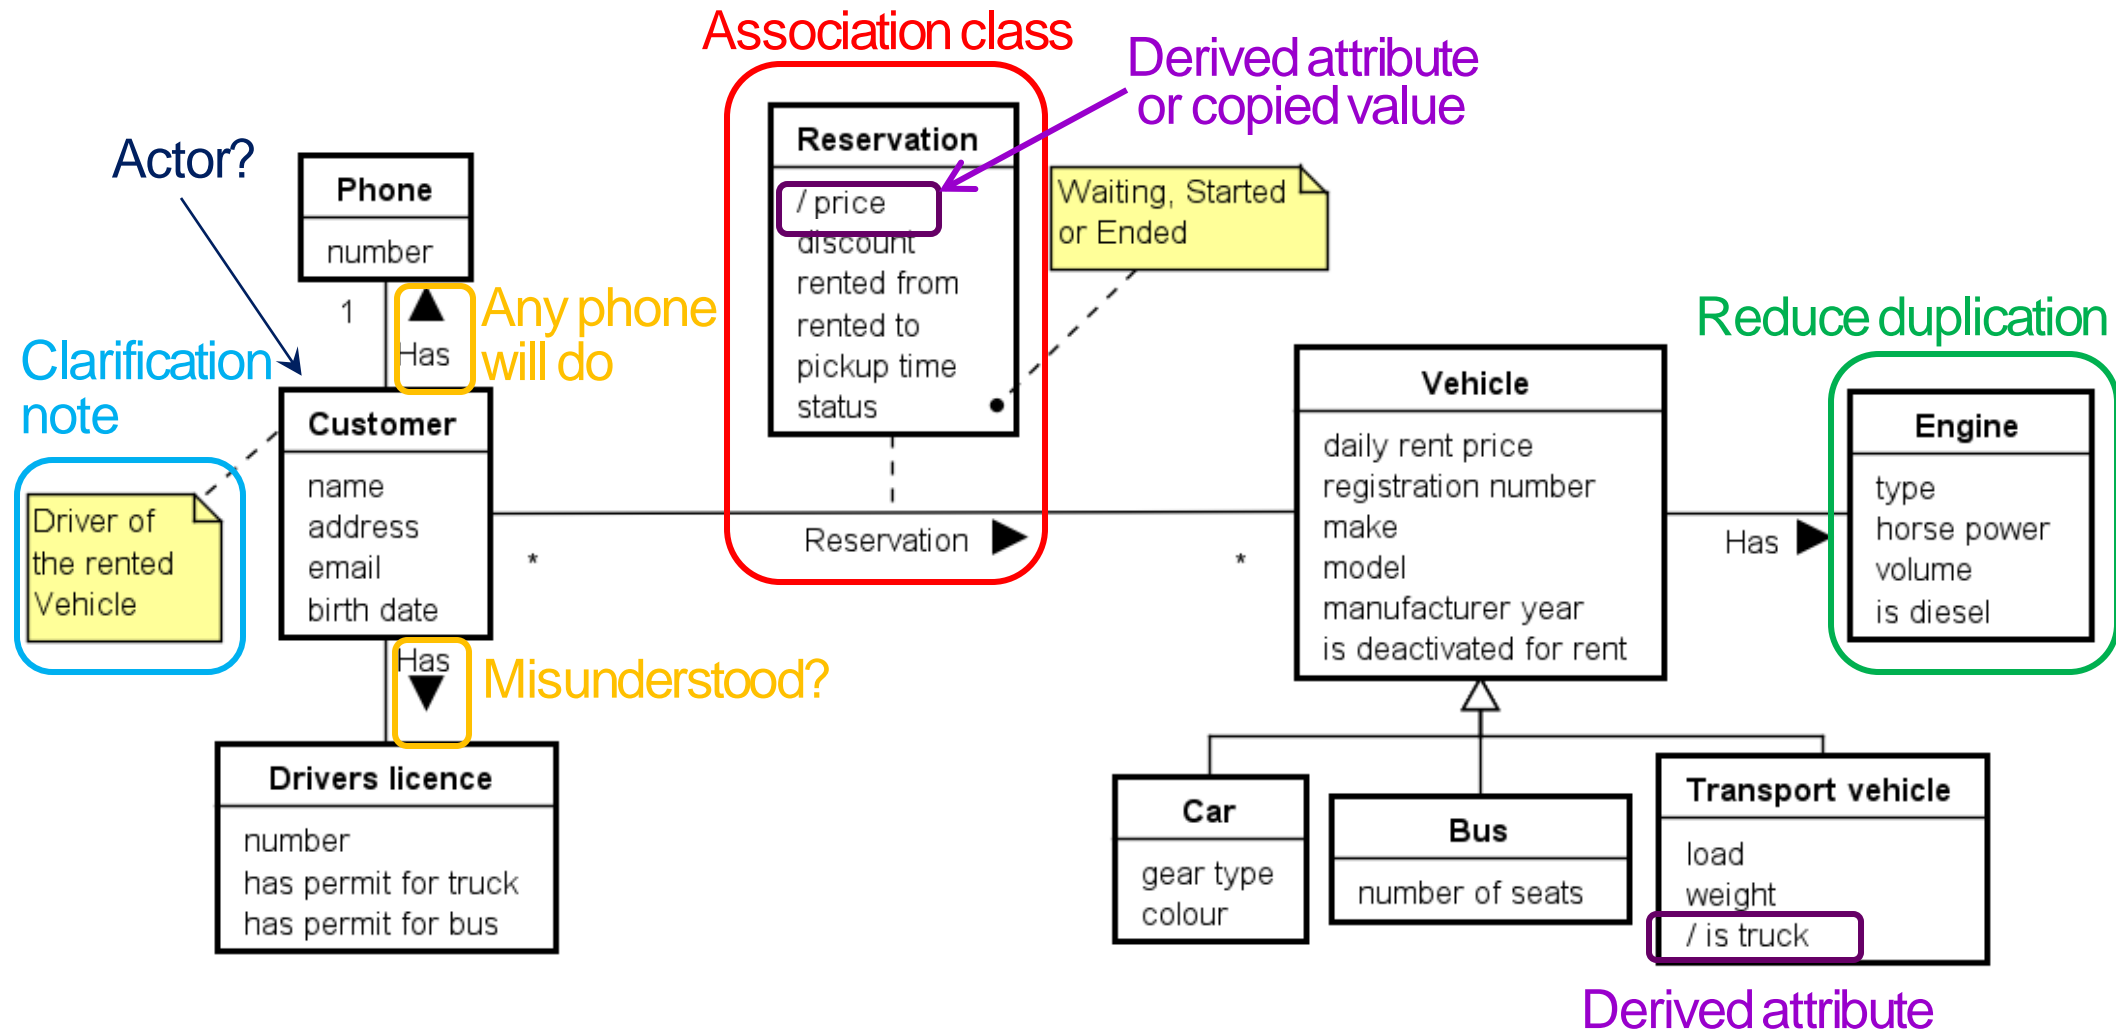 Association class
Derived attribute
or copied value
Actor?
Phone
number
1
Has
Any phone
will do
Clarification
note
Driver of
the rented
Vehicle
Customer
name
address
email
birth date
Has
Misunderstood?
Drivers licence
number
has permit for truck
has permit for bus
*
Reservation
/ price
discount
rented from
rented to
pickup time
status
Waiting, Started
or Ended
Reservation
*
Vehicle
daily rent price
registration number
make
model
manufacturer year
is deactivated for rent
Has
Reduce duplication
Engine
type
horse power
volume
is diesel
Car
gear type
colour
Bus
number of seats
Transport vehicle
load
weight
/ is truck
Derived attribute